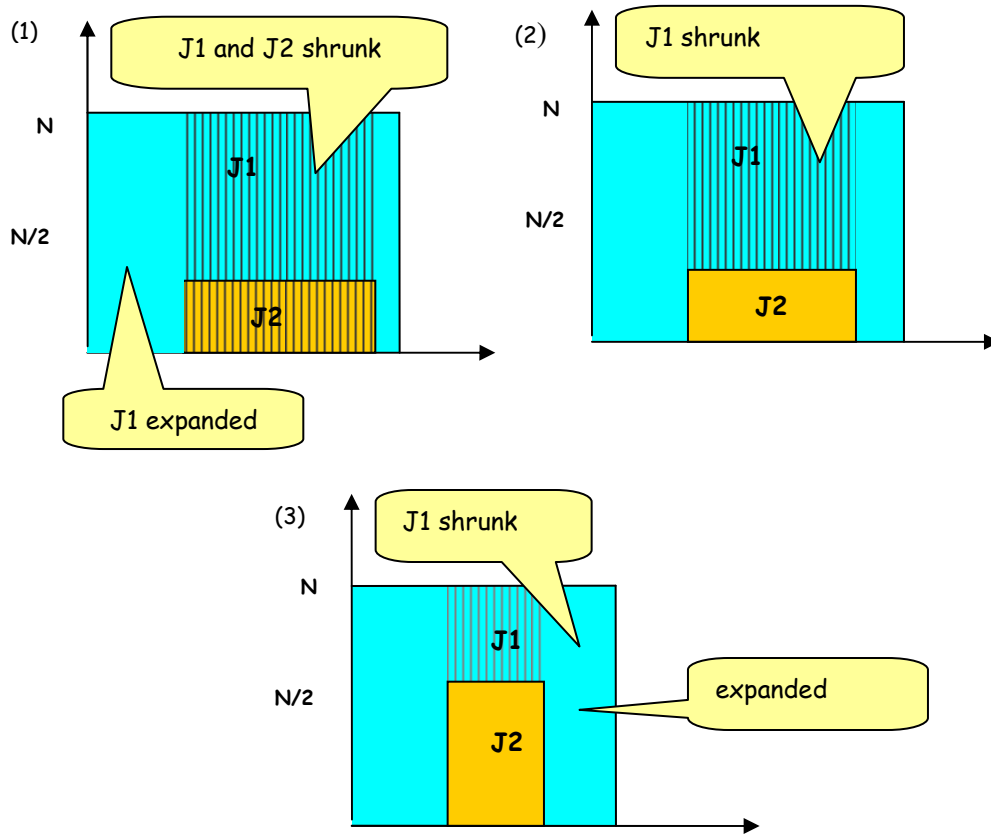 (1)
J1 and J2 shrunk
N
J1
N/2
J2
J1 expanded
(2)
J1 shrunk
N
J1
N/2
J2
(3)
J1 shrunk
N
J1
N/2
expanded
J2